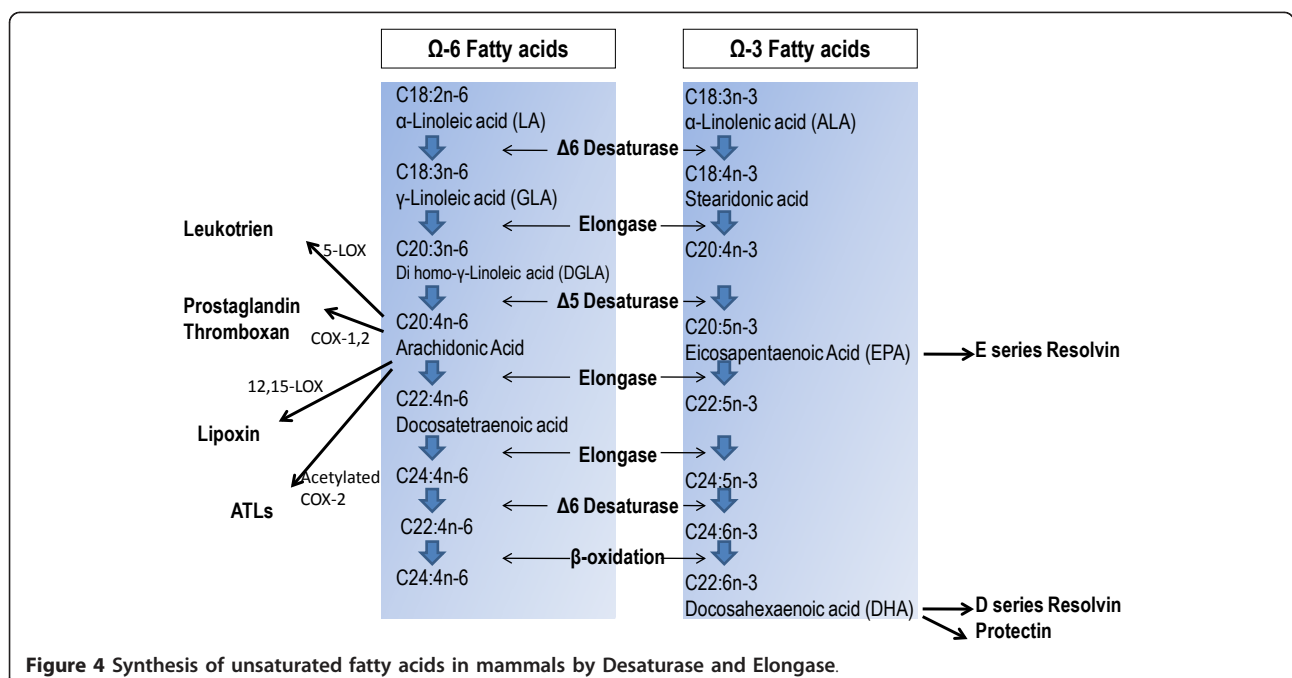 Ω-6 Fatty acids
Ω-3 Fatty acids
C18:2n-6
α-Linoleic acid (LA)
C18:3n-6
γ-Linoleic acid (GLA)
C20:3n-6
Di homo-γ-Linoleic acid (DGLA)
C20:4n-6
Arachidonic Acid
C22:4n-6
Docosatetraenoic acid
C24:4n-6
C22:4n-6
C24:4n-6
Δ6 Desaturase
Elongase
Δ5 Desaturase
Elongase
Elongase
Δ6 Desaturase
β-oxidation
C18:3n-3
α-Linolenic acid (ALA)
C18:4n-3
Stearidonic acid
C20:4n-3
C20:5n-3
Eicosapentaenoic Acid (EPA)
C22:5n-3
C24:5n-3
C24:6n-3
C22:6n-3
Docosahexaenoic acid (DHA)
Leukotrien
5-LOX
Prostaglandin
Thromboxan
COX-1,2
12,15-LOX
Lipoxin
Acetylated
COX-2
ATLs
E series Resolvin
D series Resolvin
Protectin
Figure 4 Synthesis of unsaturated fatty acids in mammals by Desaturase and Elongase.